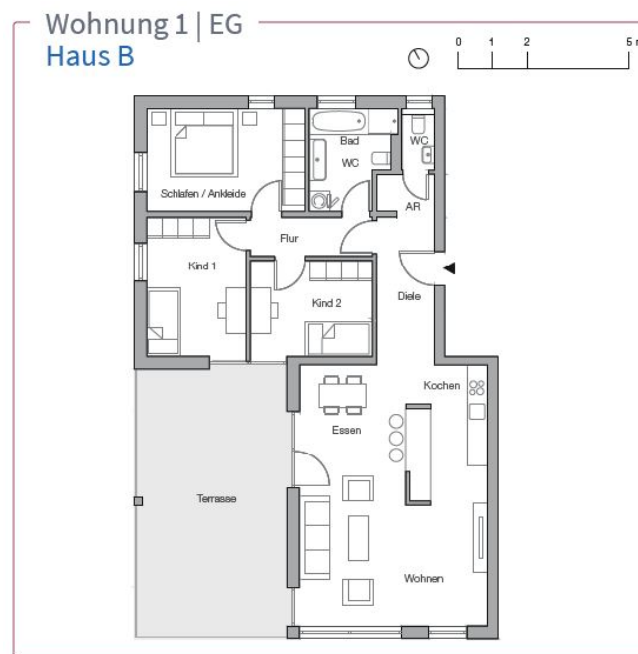 Wohnung 1 | EG
Haus B
0 1 2 5 m
Bad
WC
WC
Schlafen / Ankleide
AR
Flur
Kind 1
Diele
Kind 2
Kochen
Essen
Terrasse
Wohnen